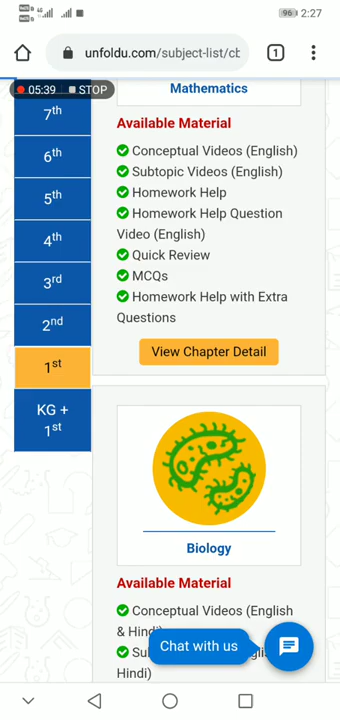 96 2:27
unfoldu.com/subject-list/cb
1
05:39 STOP
7th
6th
5th
4th
3rd
2nd
1st
KG +
1st
Mathematics
Available Material
Conceptual Videos (English)
Subtopic Videos (English)
Homework Help
Homework Help Question
Video (English)
Quick Review
MCQs
Homework Help with Extra
Questions
View Chapter Detail
Biology
Available Material
Conceptual Videos (English
& Hindi)
Hindi)
Chat with us